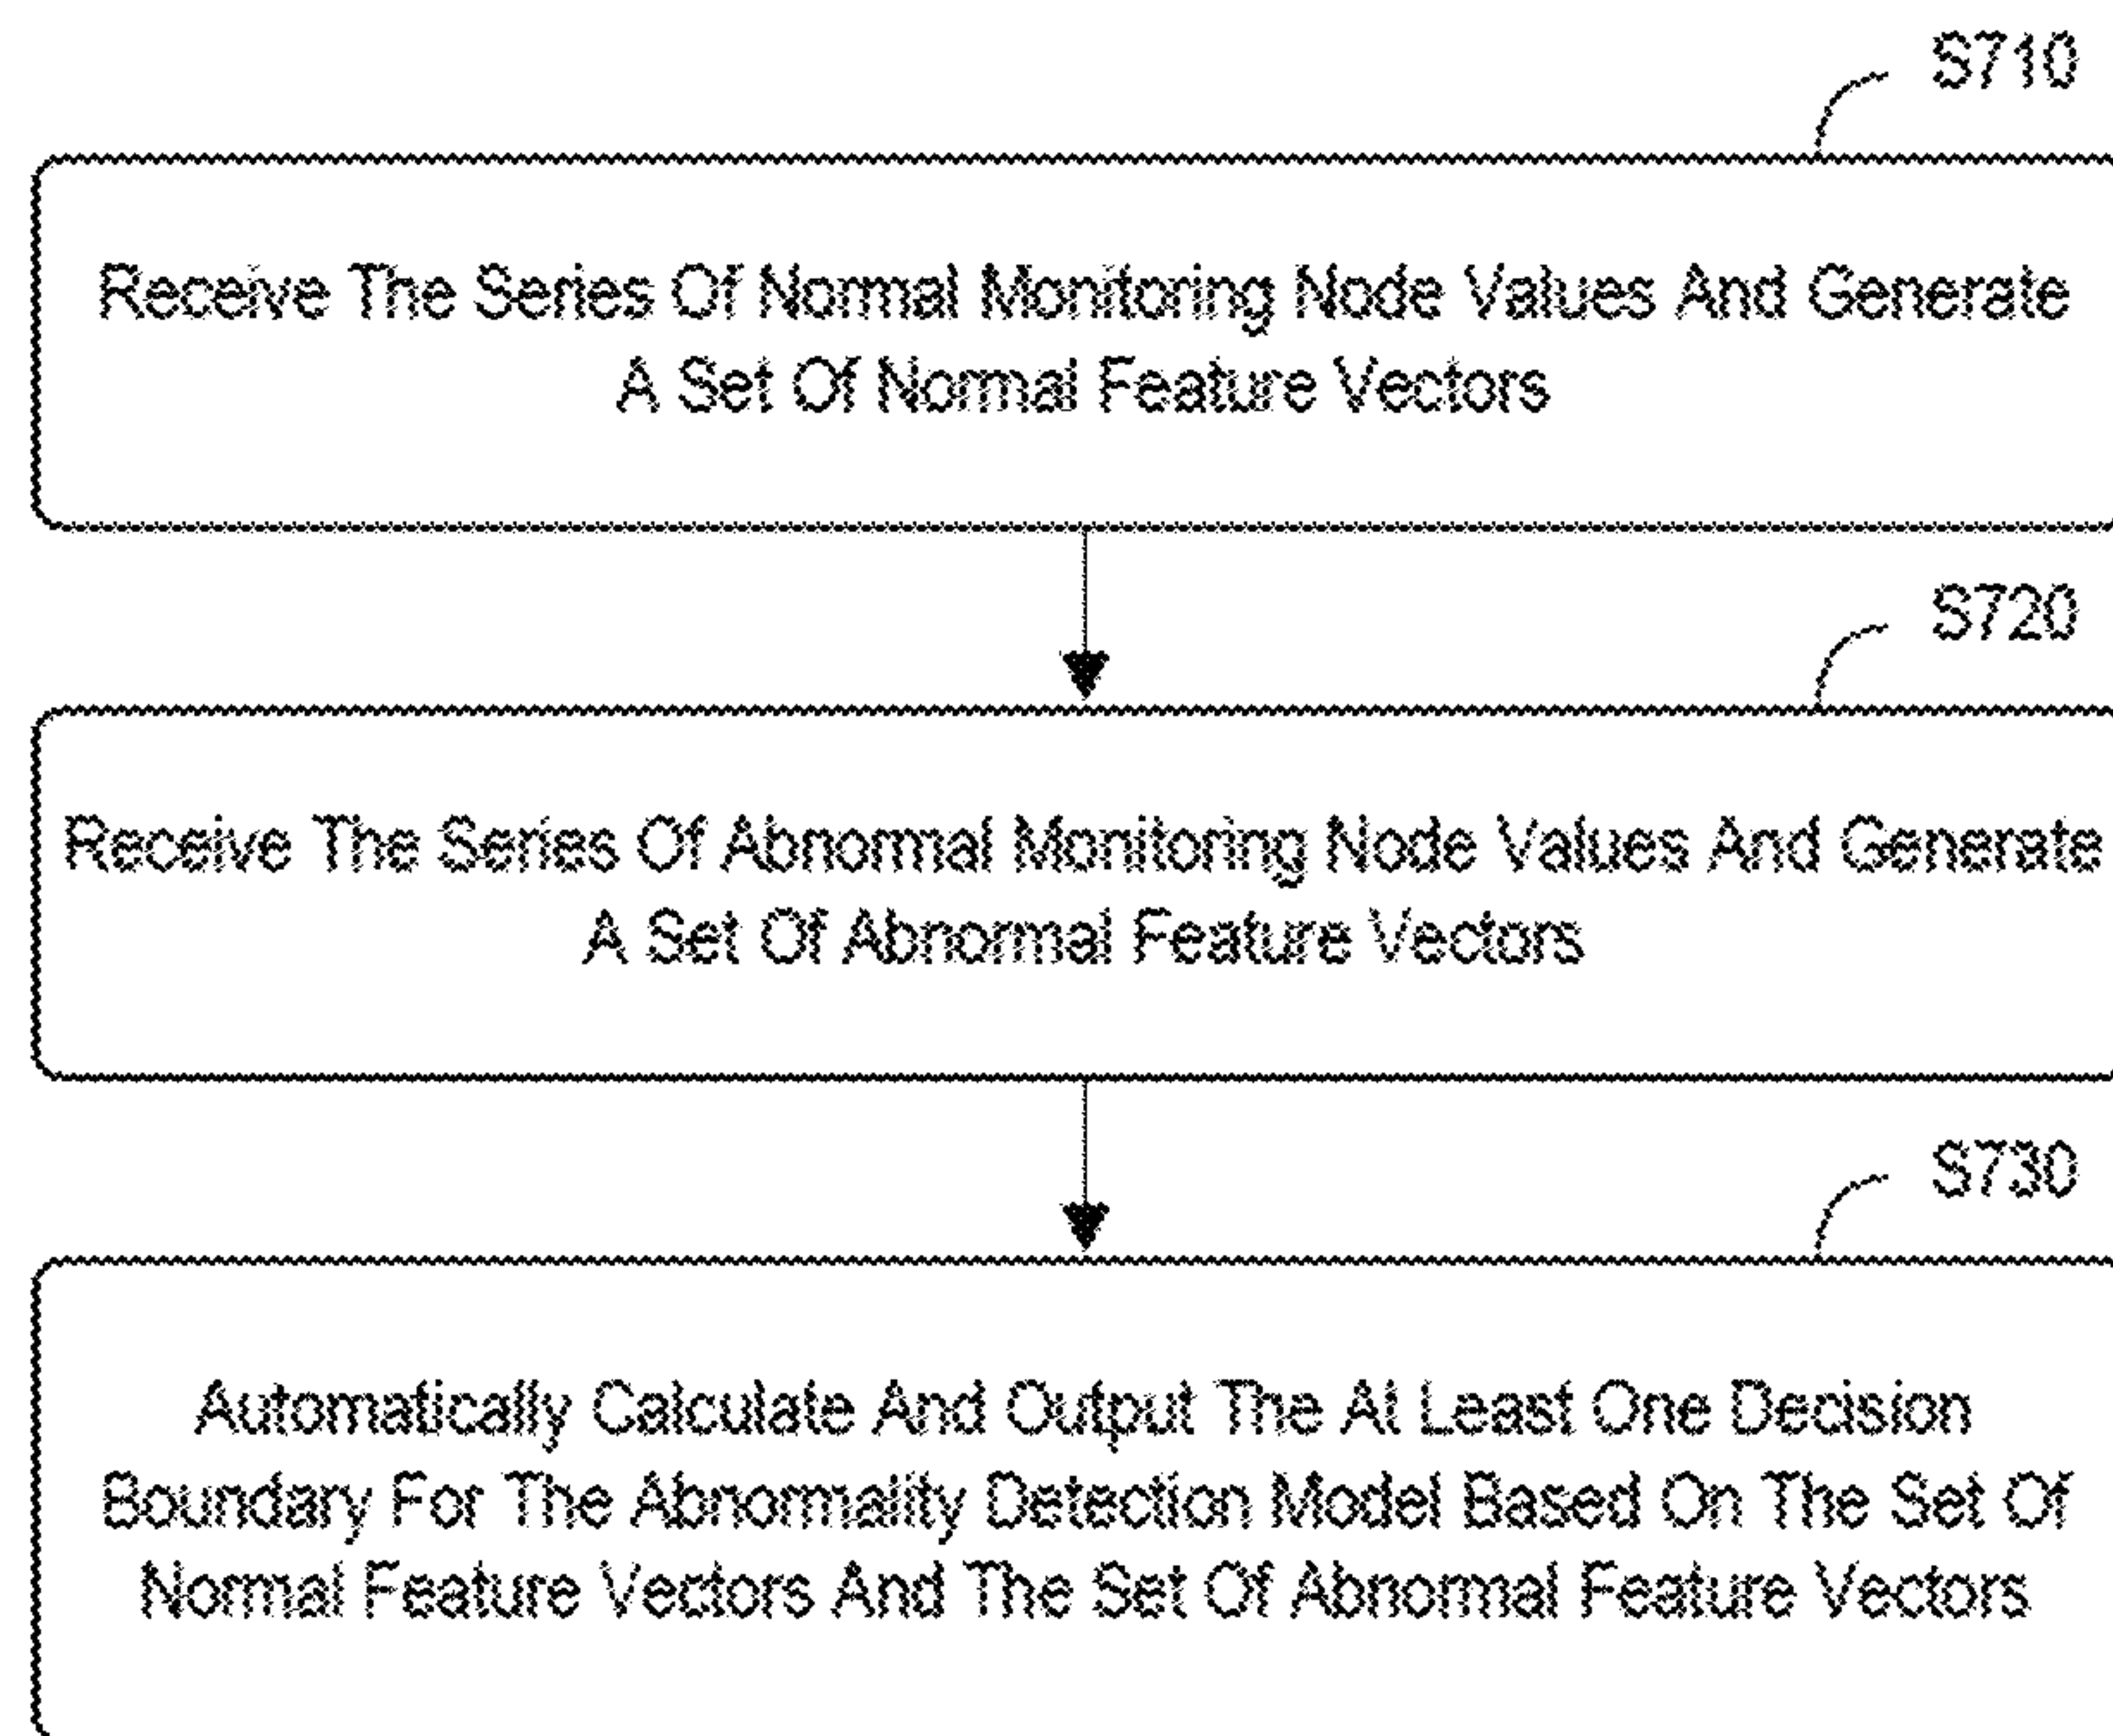 S710
Receive The Series Of Normal Monitoring Node Values And Generate
A Set Of Normal Feature Vectors
S720
Receive The Series Of Abnormal Monitoring Node Values And Generate
A Set Of Abnormal Feature Vectors
S730
Automatically Calculate And Output The At Least One Decision
Boundary For The Abnormality Detection Model Based On The Set Of
Normal Feature Vectors And The Set Of Abnormal Feature Vectors